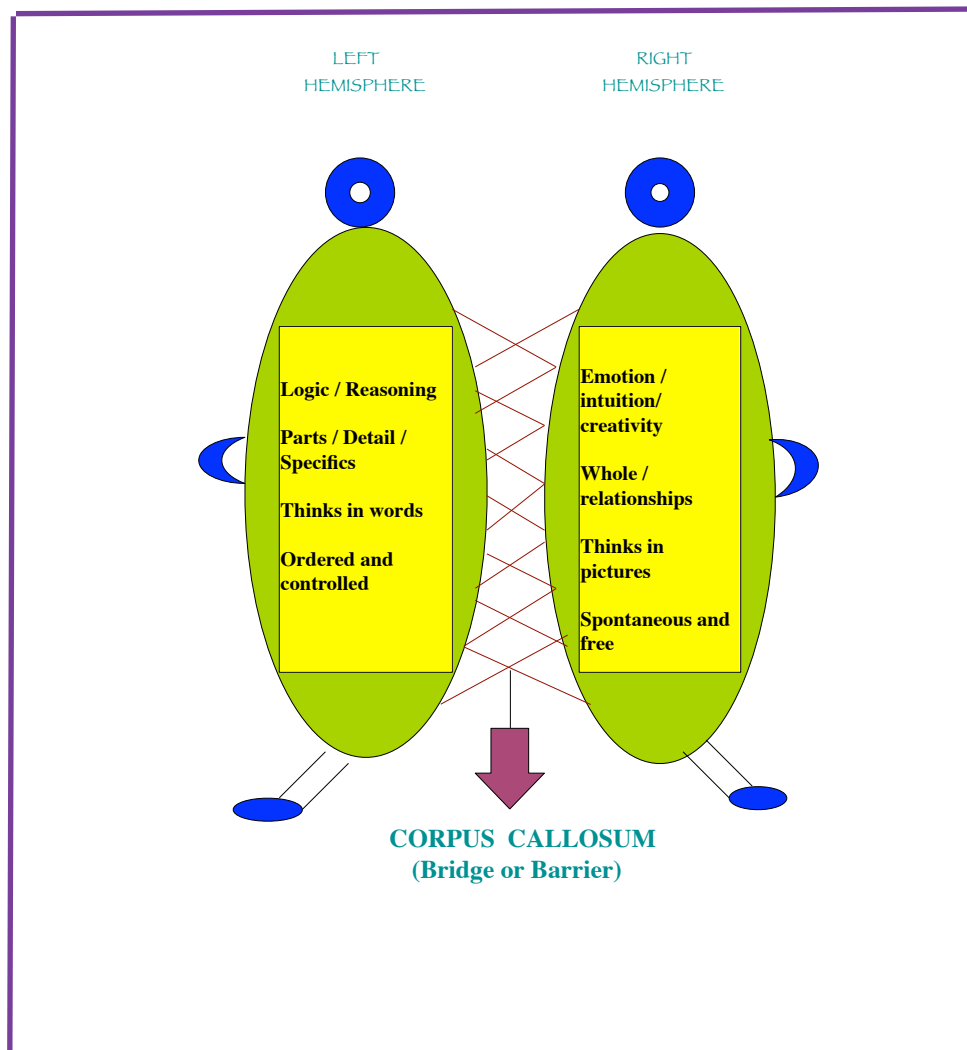 LEFT
HEMISPHERE
RIGHT
HEMISPHERE
Logic / Reasoning
Parts / Detail /
Specifics
Thinks in words
Ordered and
controlled
Emotion /
intuition/
creativity
Whole /
relationships
Thinks in
pictures
Spontaneous and
free
CORPUS CALLOSUM
(Bridge or Barrier)